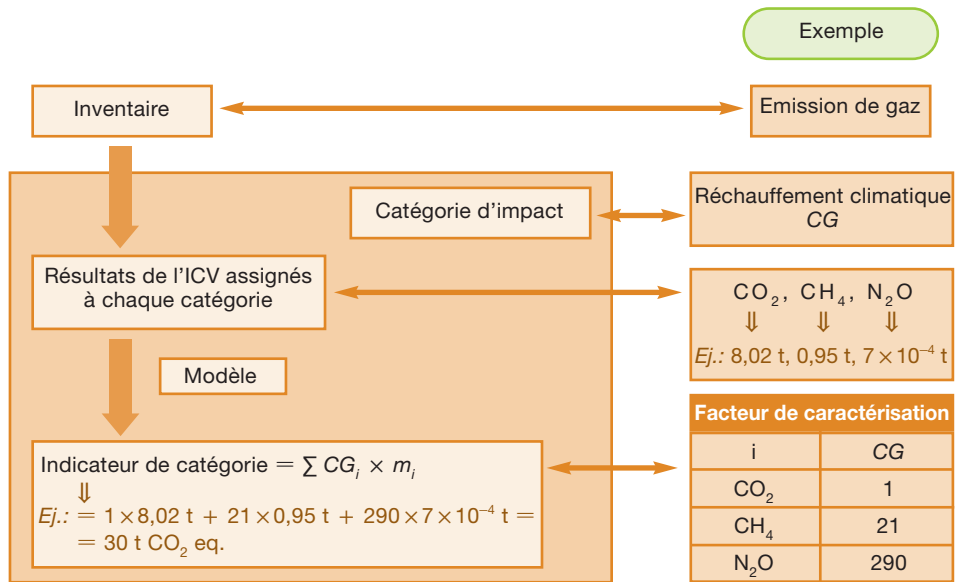 Exemple
Inventaire
Emission de gaz
Catégorie d'impact
Réchauffement climatique
CG
Résultats de l'ICV assignés
à chaque catégorie
CO₂, CH₄, N₂O
⇓ ⇓ ⇓
Ej.: 8,02 t, 0,95 t, 7×10⁻⁴ t
Modèle
Indicateur de catégorie = ∑ CGᵢ × mᵢ
⇓
Ej.: = 1×8,02 t + 21×0,95 t + 290×7×10⁻⁴ t =
= 30 t CO₂ eq.
Facteur de caractérisation
i CG
CO₂ 1
CH₄ 21
N₂O 290